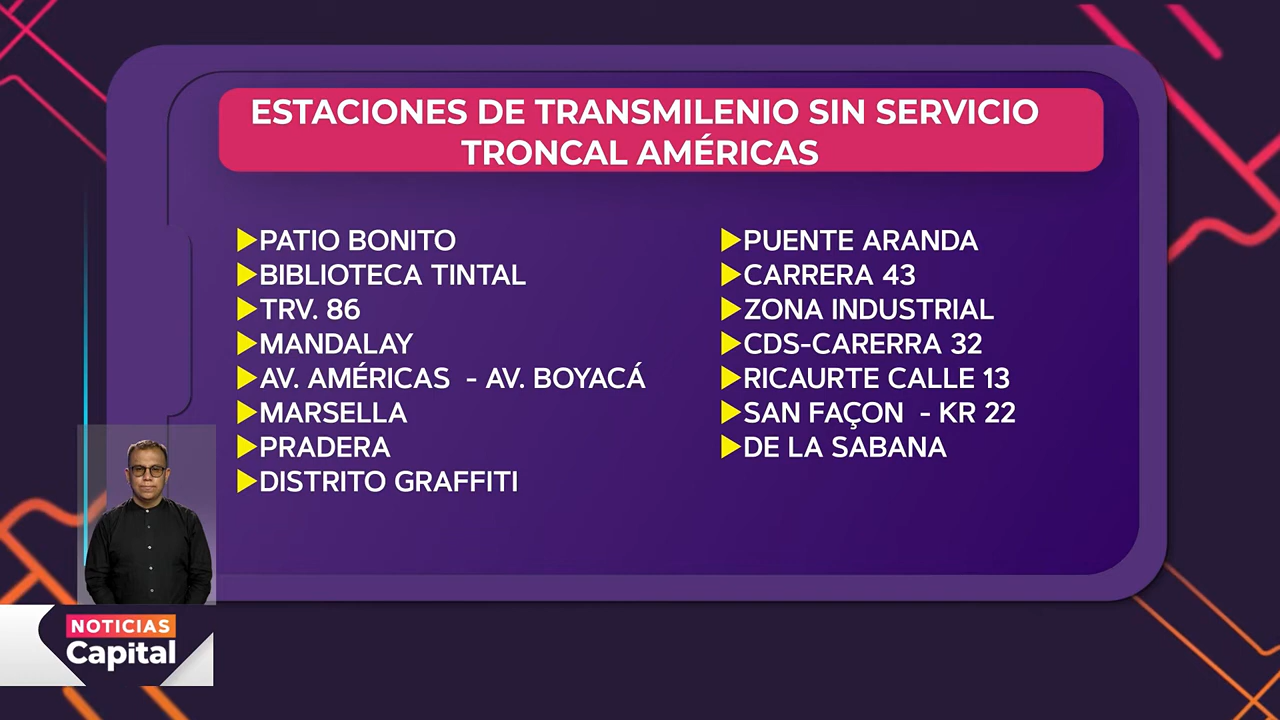 ESTACIONES DE TRANSMILENIO SIN SERVICIO
TRONCAL AMÉRICAS
PATIO BONITO
BIBLIOTECA TINTAL
TRV. 86
MANDALAY
AV. AMÉRICAS - AV. BOYACÁ
MARSELLA
PRADERA
DISTRITO GRAFFITI
PUENTE ARANDA
CARRERA 43
ZONA INDUSTRIAL
CDS-CARERRA 32
RICAURTE CALLE 13
SAN FAÇON - KR 22
DE LA SABANA
NOTICIAS
Capital